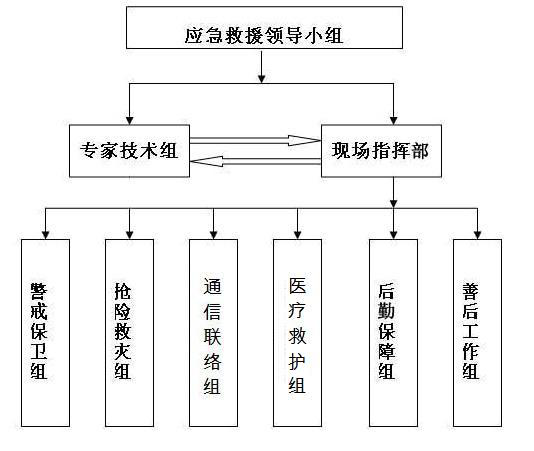 应急救援领导小组
专家技术组
现场指挥部
警戒保卫组
抢险救灾组
通信联络组
医疗救护组
后勤保障组
善后工作组